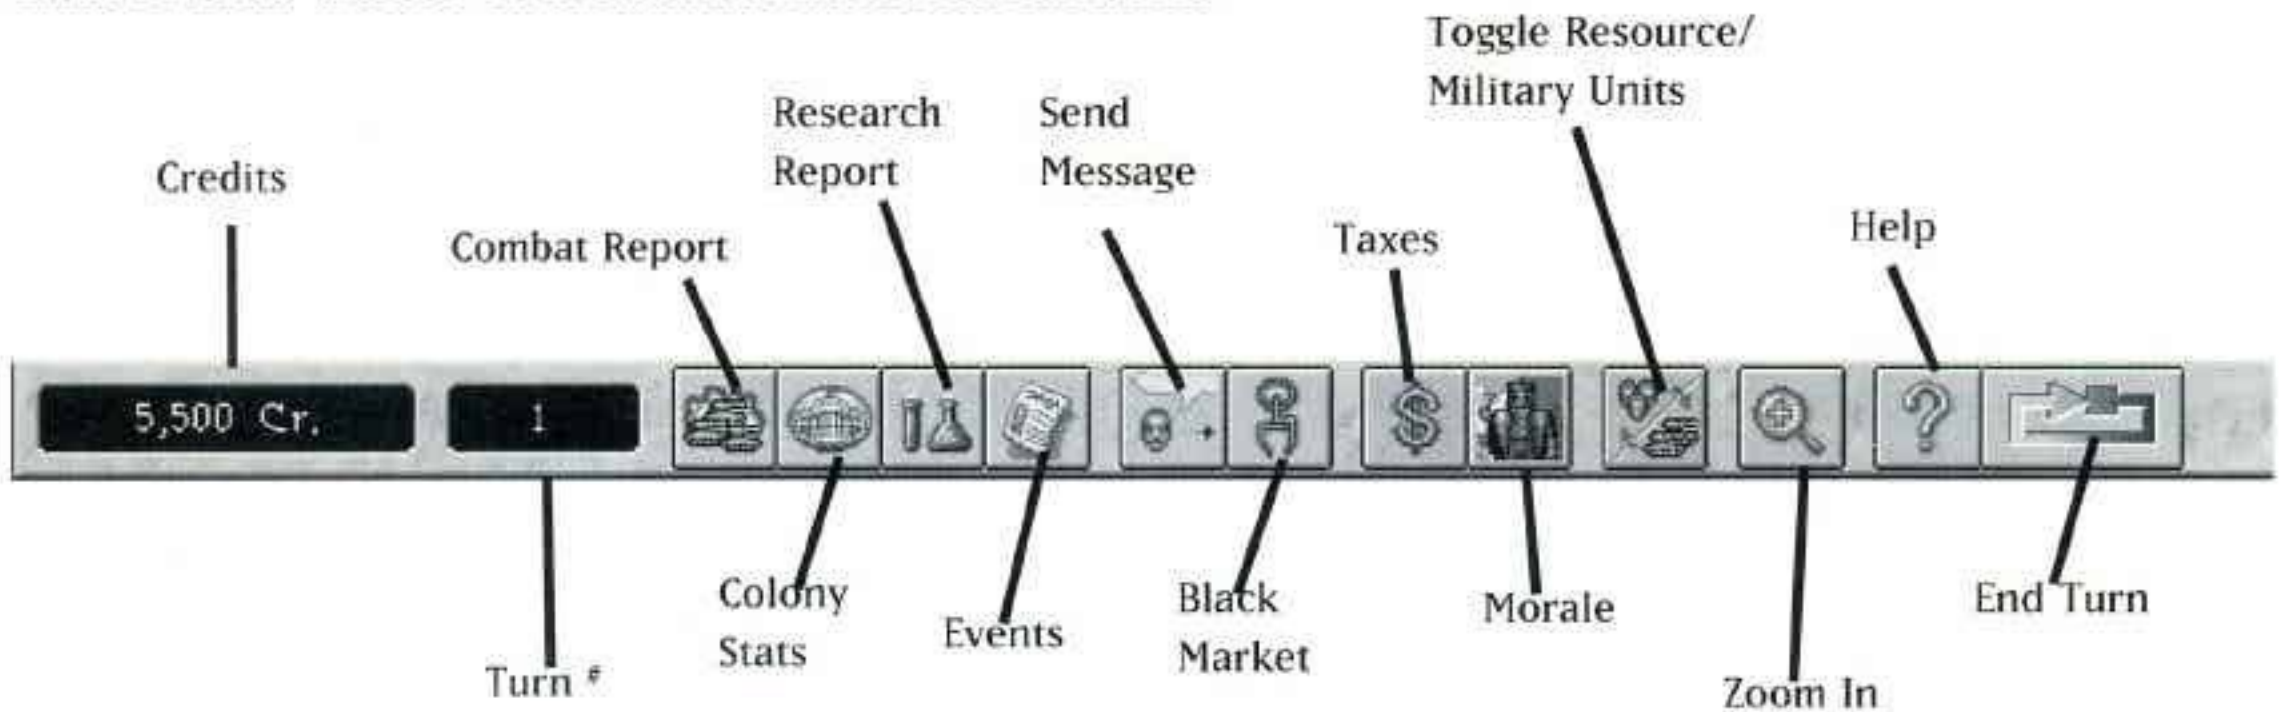 Toggle Resource/
Military Units
Research
Report
Send
Message
Credits
Combat Report
Taxes
Help
5,500 Cr.
1
$
?
Colony
Stats
Events
Black
Market
Morale
End Turn
Turn #
Zoom In